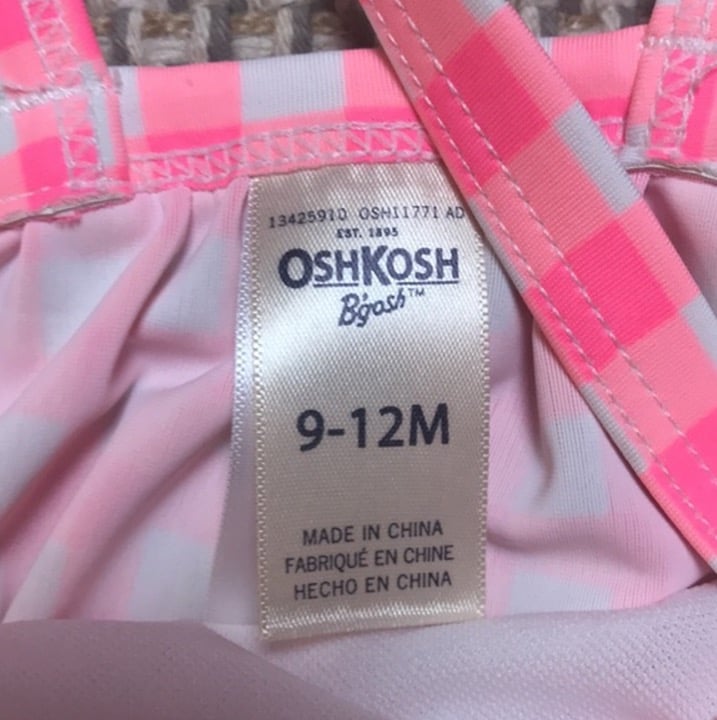 13425910 OSH11771 AD
EST. 1895
OSHKOSH
B'gosh™
9-12M
MADE IN CHINA
FABRIQUÉ EN CHINE
HECHO EN CHINA